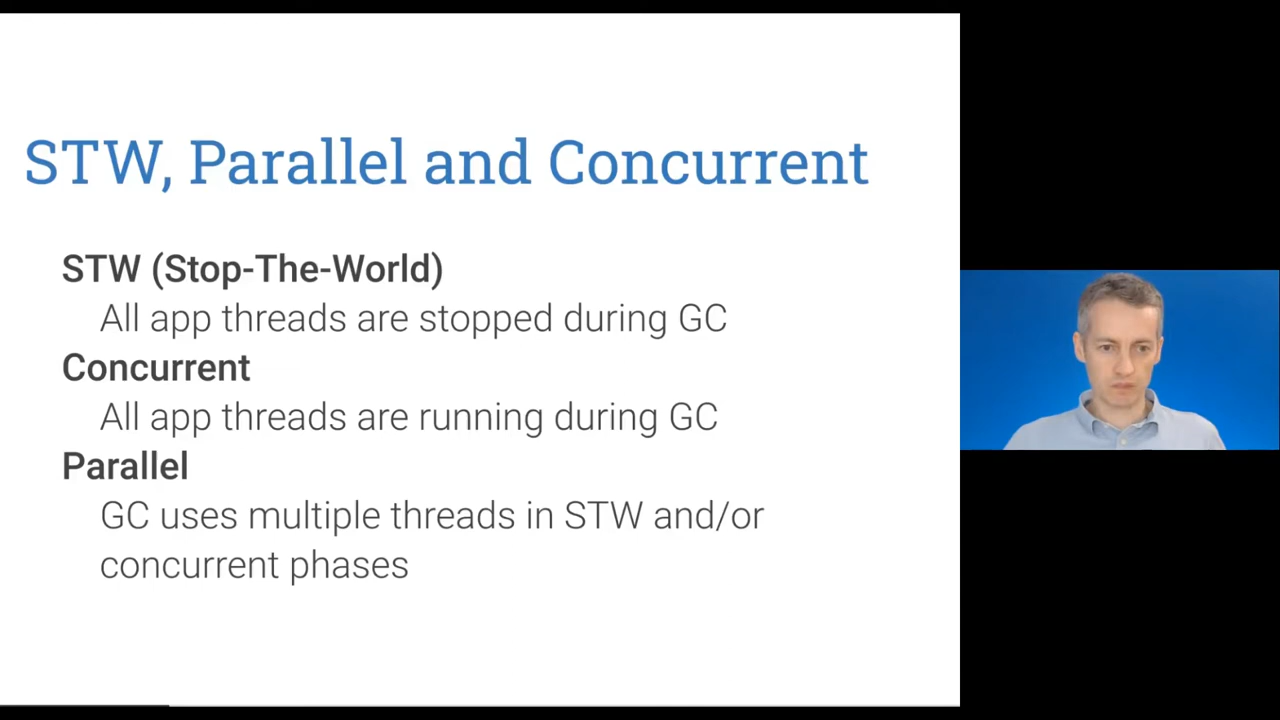 STW, Parallel and Concurrent
STW (Stop-The-World)
All app threads are stopped during GC
Concurrent
All app threads are running during GC
Parallel
GC uses multiple threads in STW and/or
concurrent phases